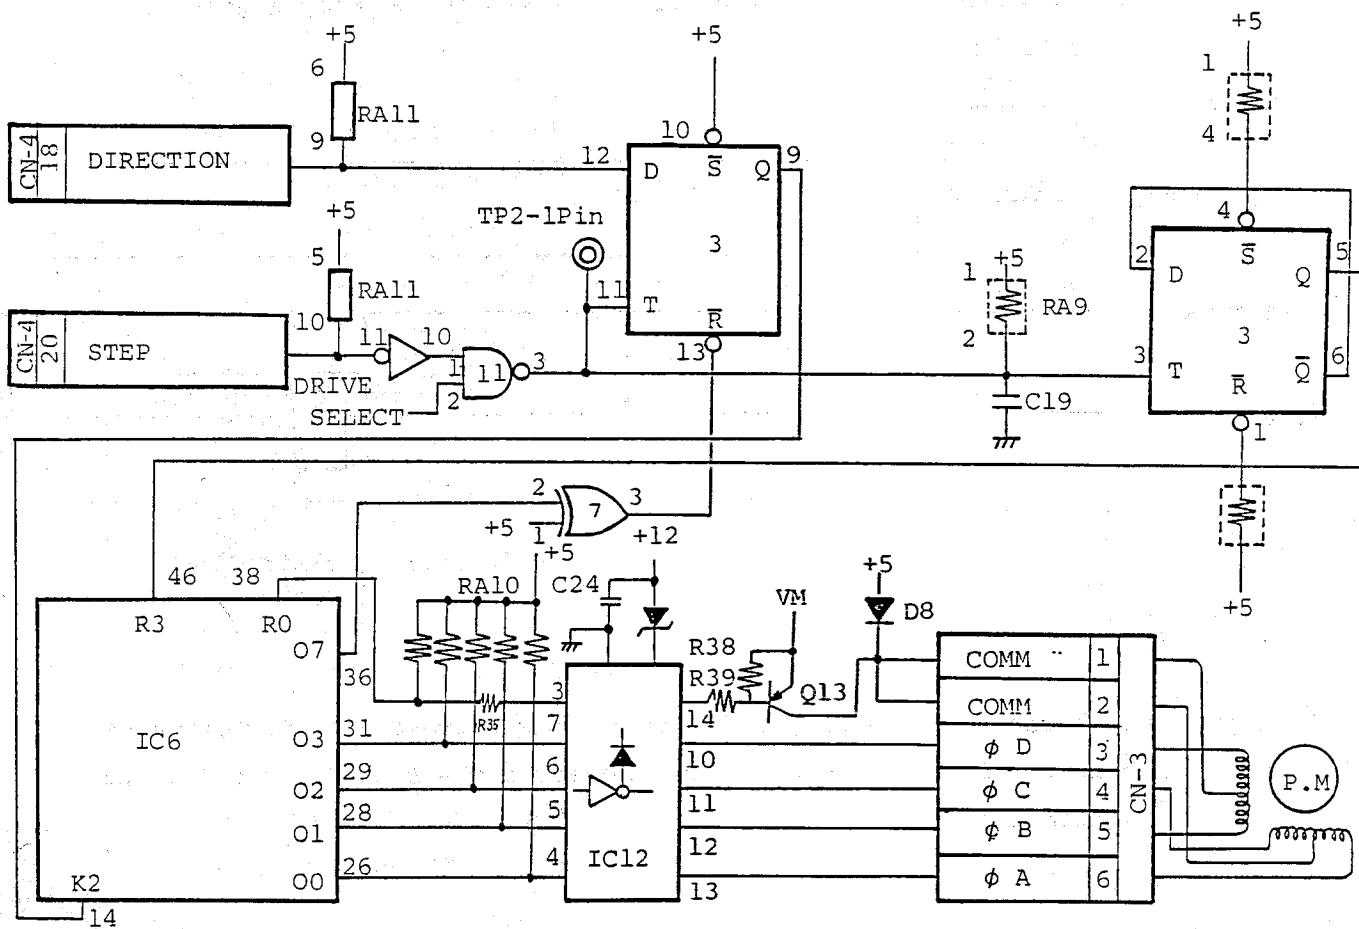 +5
6
RA11
9
CN-4
18
DIRECTION
+5
10
12
D
S̅
Q
9
3
T
R̅
11
13
TP2-1Pin
+5
5
RA11
10
CN-4
20
STEP
11
10
1
11
3
2
DRIVE
SELECT
1
+5
RA9
2
C19
+5
1
4
4
2
D
S̅
Q
5
3
3
T
Q̅
6
R̅
1
+5
2
7
3
+5
1
+5
+12
46
38
R3
R0
O7
36
IC6
31
O3
29
O2
28
O1
26
O0
K2
14
RA10
C24
R35
3
7
6
5
4
IC12
14
10
11
12
13
R38
R39
VM
Q13
+5
D8
COMM 1
COMM 2
φ D 3
φ C 4
φ B 5
φ A 6
CN-3
P.M